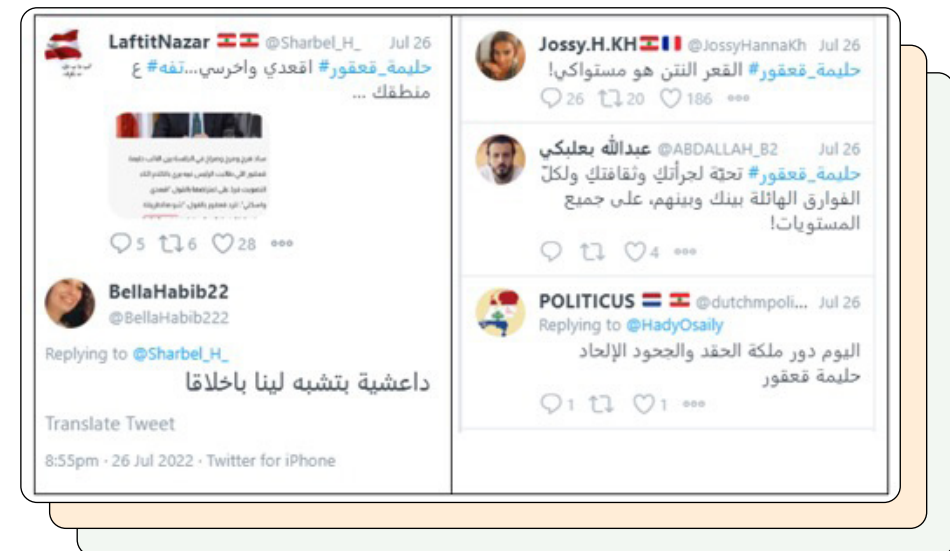 LaftitNazar 🇱🇧🇱🇧 @Sharbel_H_ Jul 26
#حليمة_قعقور اقعدي واخرسي...#تفه ع
منطقك ...
5 6 28
BellaHabib22
@BellaHabib222
Replying to @Sharbel_H_
داعشية بتشبه لينا باخلاقا
Translate Tweet
8:55pm · 26 Jul 2022 · Twitter for iPhone
Jossy.H.KH🇱🇧🇫🇷 @JossyHannaKh Jul 26
#حليمة_قعقور القعر النتن هو مستواكي!
26 20 186
عبدالله بعلبكي @ABDALLAH_B2 Jul 26
#حليمة_قعقور تحيّة لجرأتكِ وثقافتكِ ولكلّ
الفوارق الهائلة بينك وبينهم، على جميع
المستويات!
4
POLITICUS 🇳🇱 🇱🇧 @dutchmpoli... Jul 26
Replying to @HadyOsaily
اليوم دور ملكة الحقد والجحود الإلحاد
حليمة قعقور
1 1